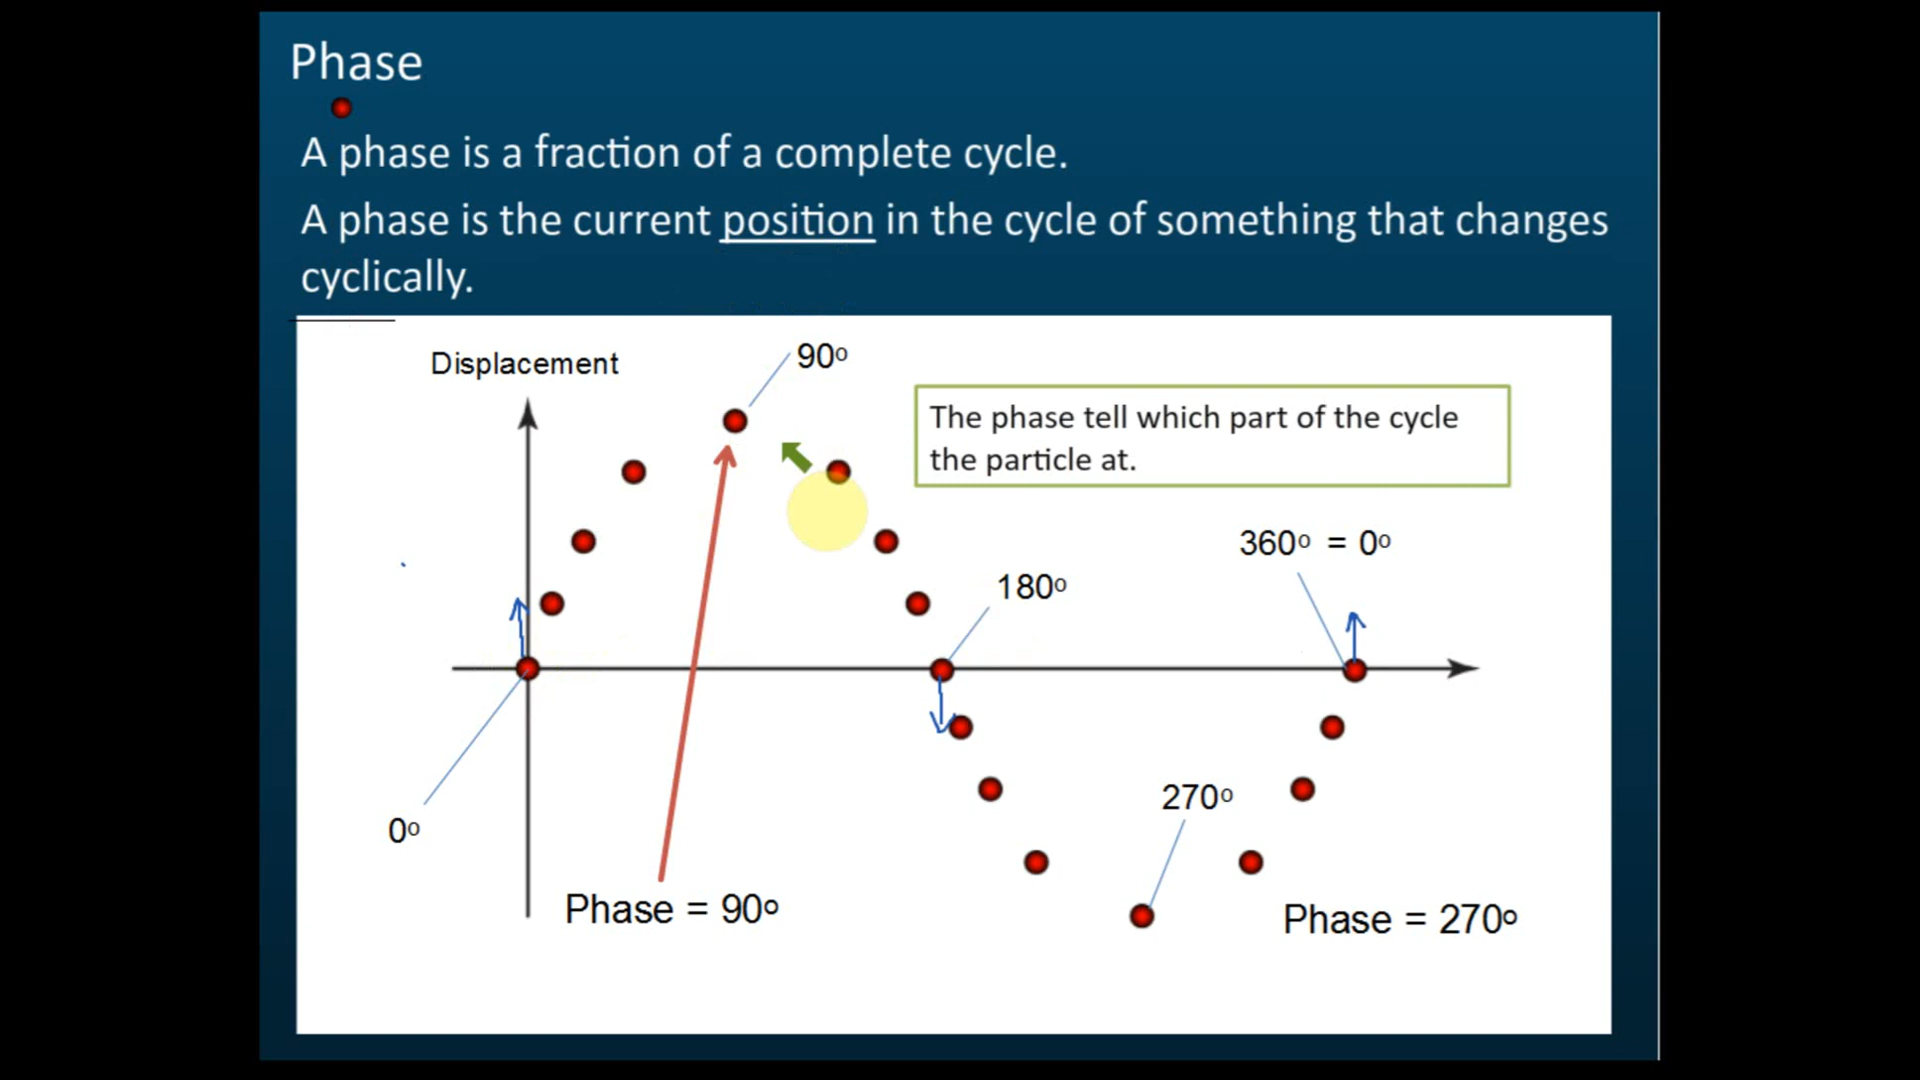 Phase
A phase is a fraction of a complete cycle.
A phase is the current position in the cycle of something that changes
cyclically.
Displacement
90º
The phase tell which part of the cycle
the particle at.
360º = 0º
180º
270º
0º
Phase = 90º
Phase = 270º